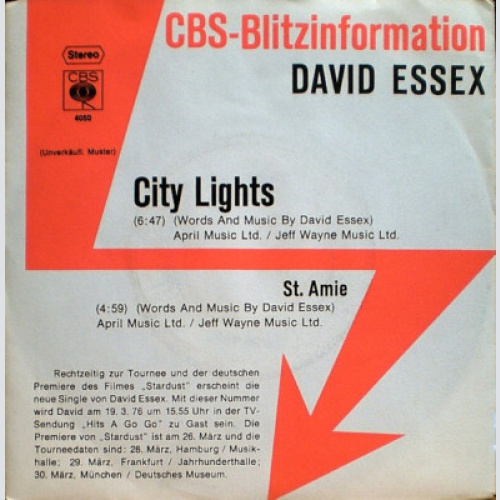 CBS-Blitzinformation
Stereo
DAVID ESSEX
CBS
4050
(Unverkäufl. Muster)
City Lights
(6:47) (Words And Music By David Essex)
April Music Ltd. / Jeff Wayne Music Ltd.
St. Amie
(4:59) (Words And Music By David Essex)
April Music Ltd. / Jeff Wayne Music Ltd.
Rechtzeitig zur Tournee und der deutschen
Premiere des Filmes „Stardust" erscheint die
neue Single von David Essex. Mit dieser Nummer
wird David am 19. 3. 76 um 15.55 Uhr in der TV-
Sendung „Hits A Go Go" zu Gast sein. Die
Premiere von „Stardust" ist am 26. März und die
Tourneedaten sind: 28. März, Hamburg / Musik-
halle; 29. März, Frankfurt / Jahrhunderthalle;
30. März, München / Deutsches Museum.